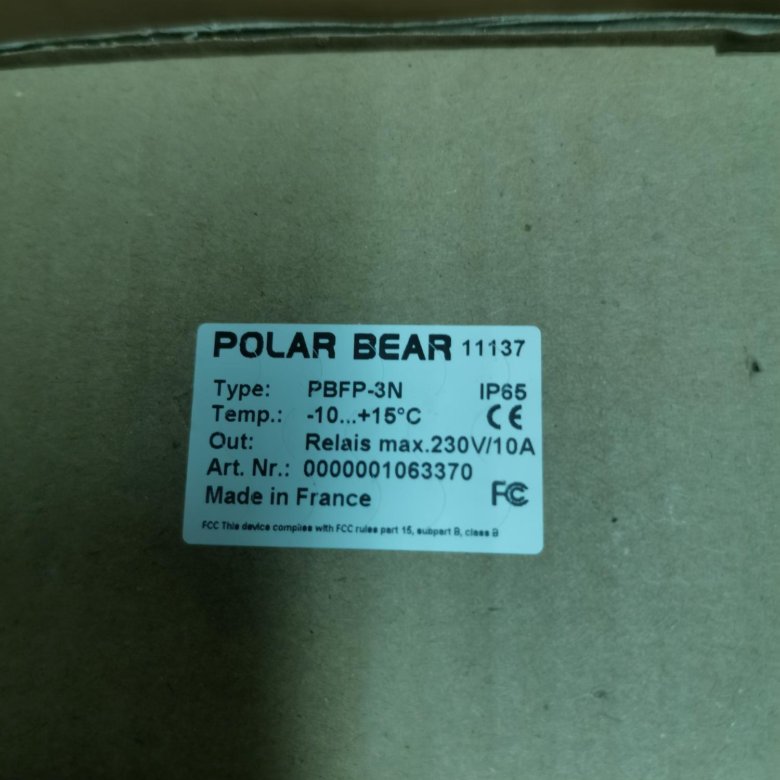 POLAR BEAR 11137
Type: PBFP-3N IP65
Temp.: -10...+15°C CE
Out: Relais max.230V/10A
Art. Nr.: 0000001063370
Made in France FC
FCC This device complies with FCC rules part 15, subpart B, class B